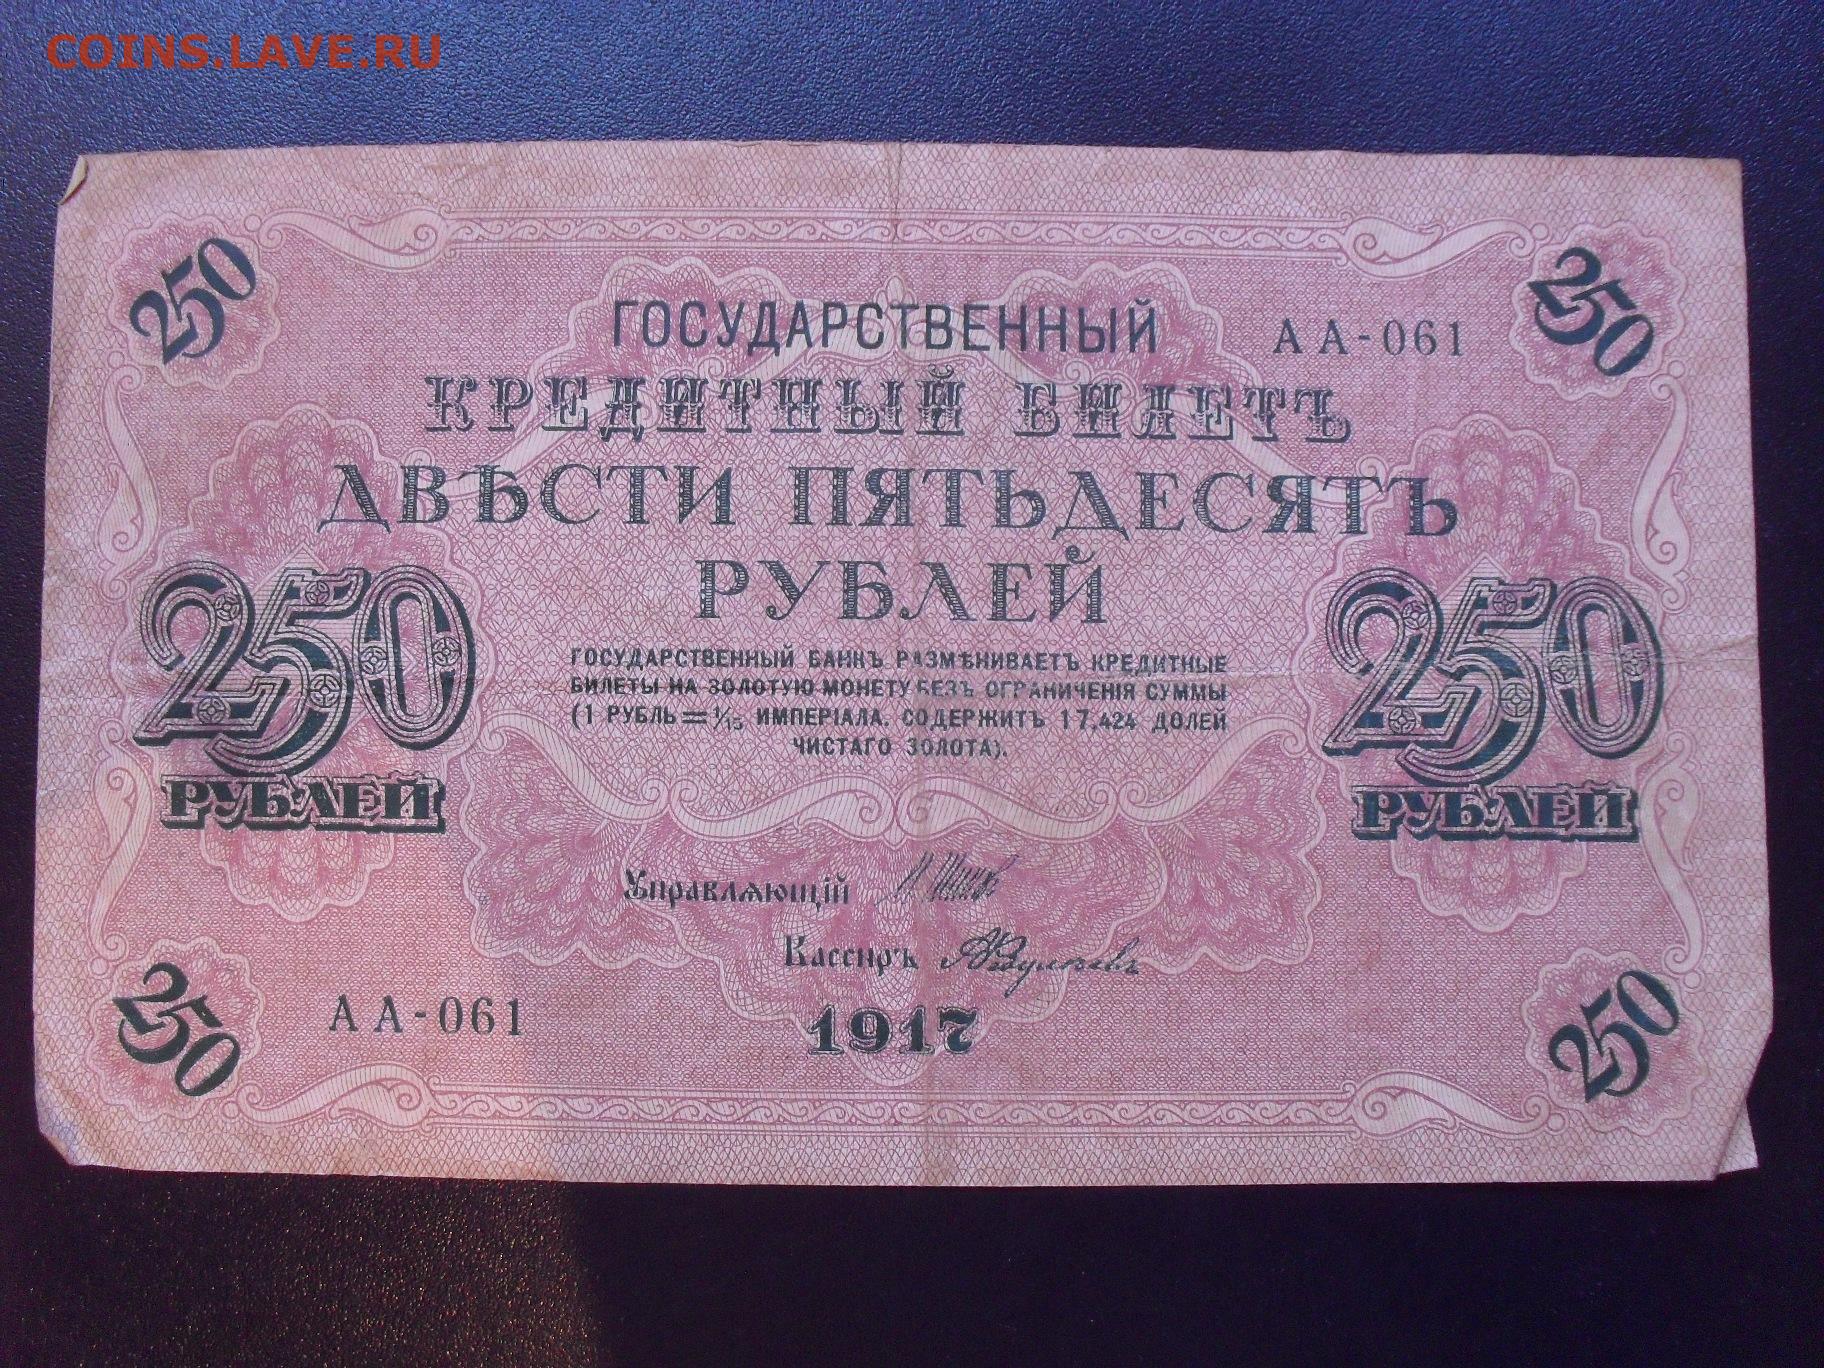 COINS.LAVE.RU
250
250
ГОСУДАРСТВЕННЫЙ АА-061
КРЕДИТНЫЙ БИЛЕТЪ
ДВѢСТИ ПЯТЬДЕСЯТЪ
РУБЛЕЙ
250
РУБЛЕЙ
ГОСУДАРСТВЕННЫЙ БАНКЪ РАЗМѢНИВАЕТЪ КРЕДИТНЫЕ
БИЛЕТЫ НА ЗОЛОТУЮ МОНЕТУ БЕЗЪ ОГРАНИЧЕНІЯ СУММЫ
(1 РУБЛЬ = 1/15 ИМПЕРІАЛА. СОДЕРЖИТЪ 17,424 ДОЛЕЙ
ЧИСТАГО ЗОЛОТА).
250
РУБЛЕЙ
Управляющій
Кассиръ
АА-061
1917
250
250